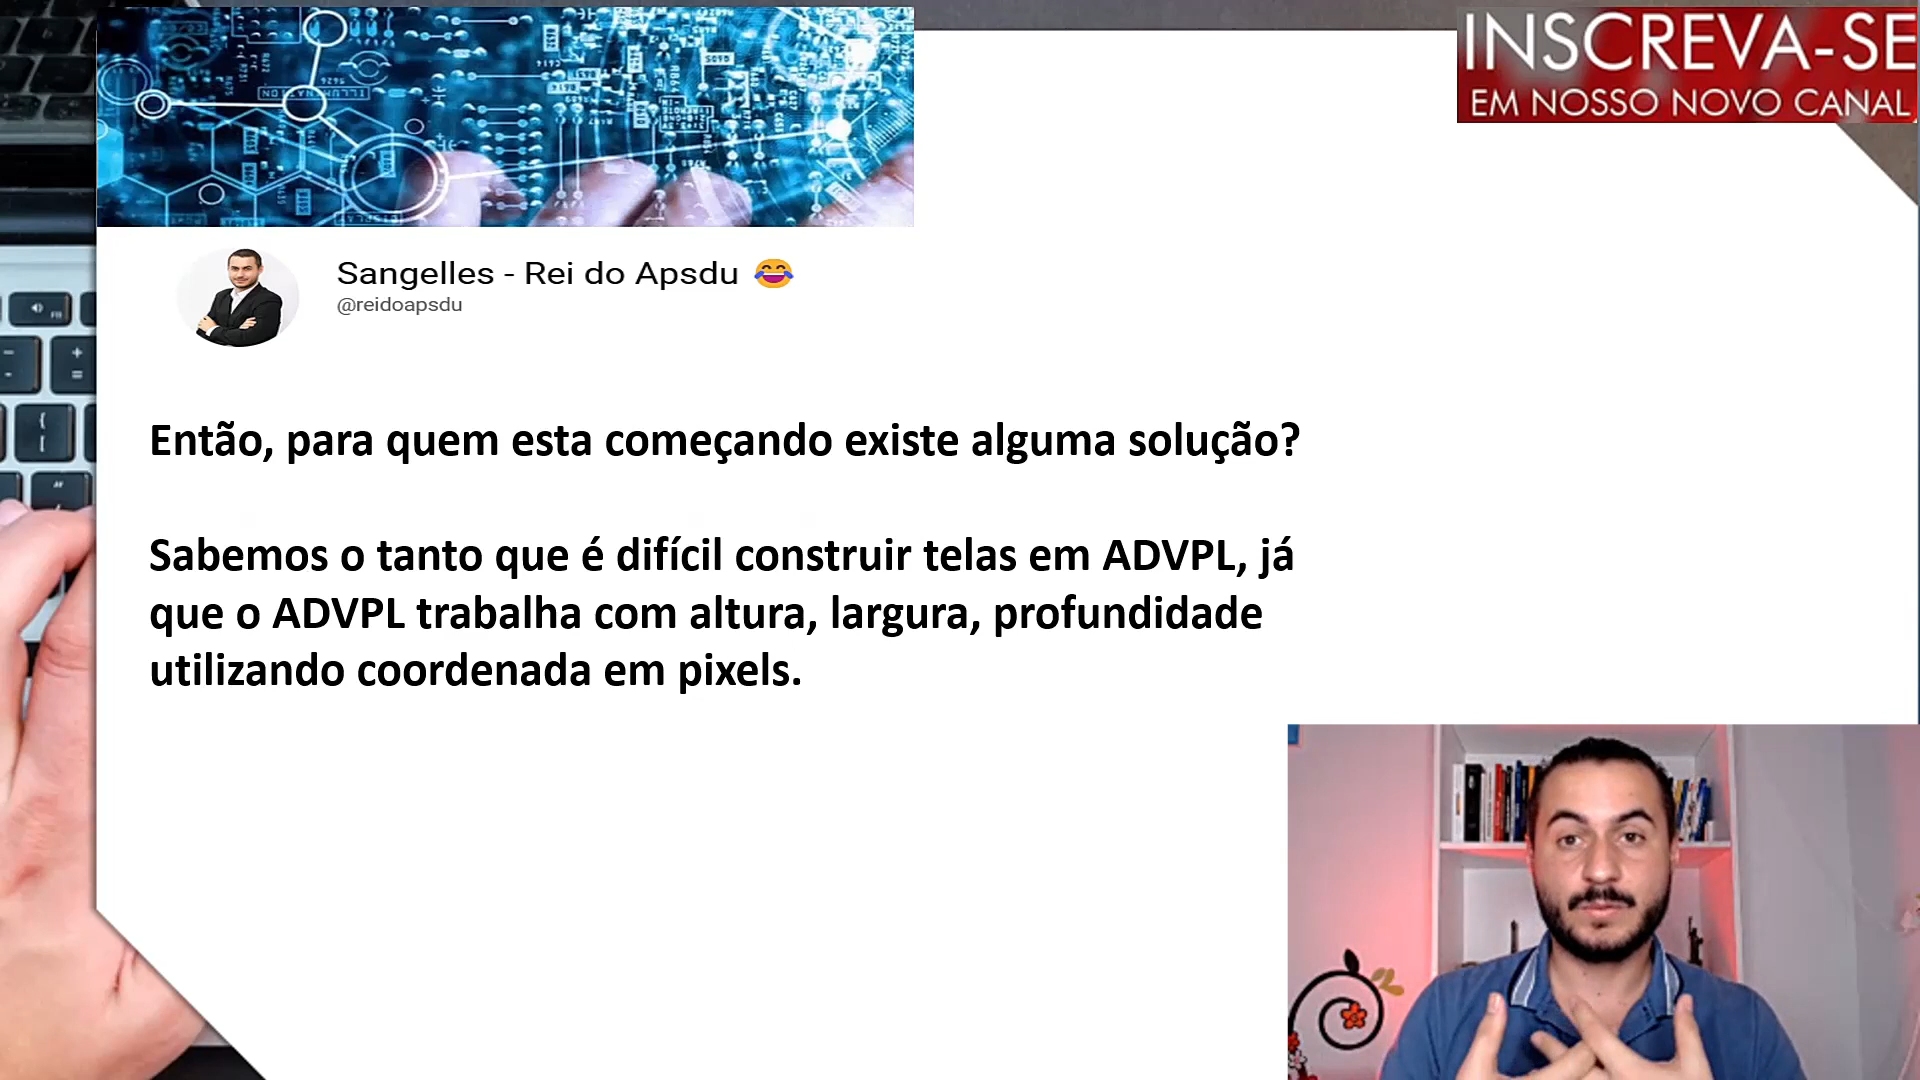 INSCREVA-SE
EM NOSSO NOVO CANAL
Sangelles - Rei do Apsdu 😂
@reidoapsdu
Então, para quem esta começando existe alguma solução?
Sabemos o tanto que é difícil construir telas em ADVPL, já
que o ADVPL trabalha com altura, largura, profundidade
utilizando coordenada em pixels.